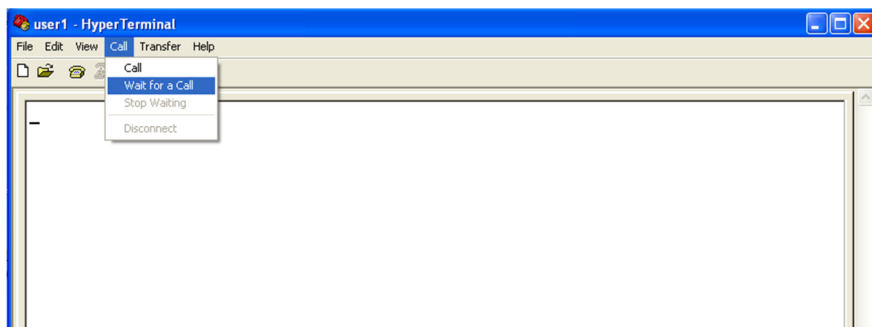 user1 - HyperTerminal
File Edit View Call Transfer Help
Call
Wait for a Call
Stop Waiting
Disconnect